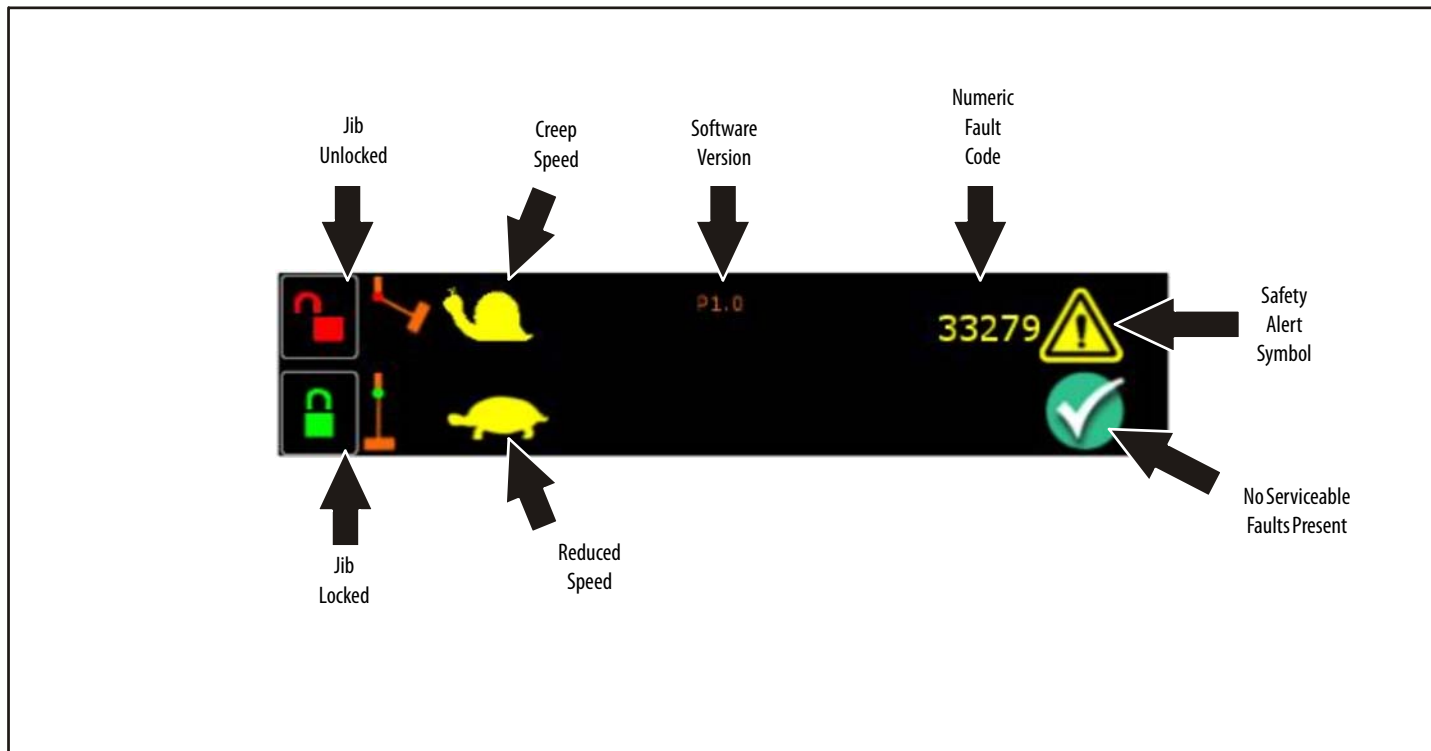 Jib
Unlocked
Creep
Speed
Software
Version
Numeric
Fault
Code
P1.0
33279
Safety
Alert
Symbol
Jib
Locked
Reduced
Speed
No Serviceable
Faults Present